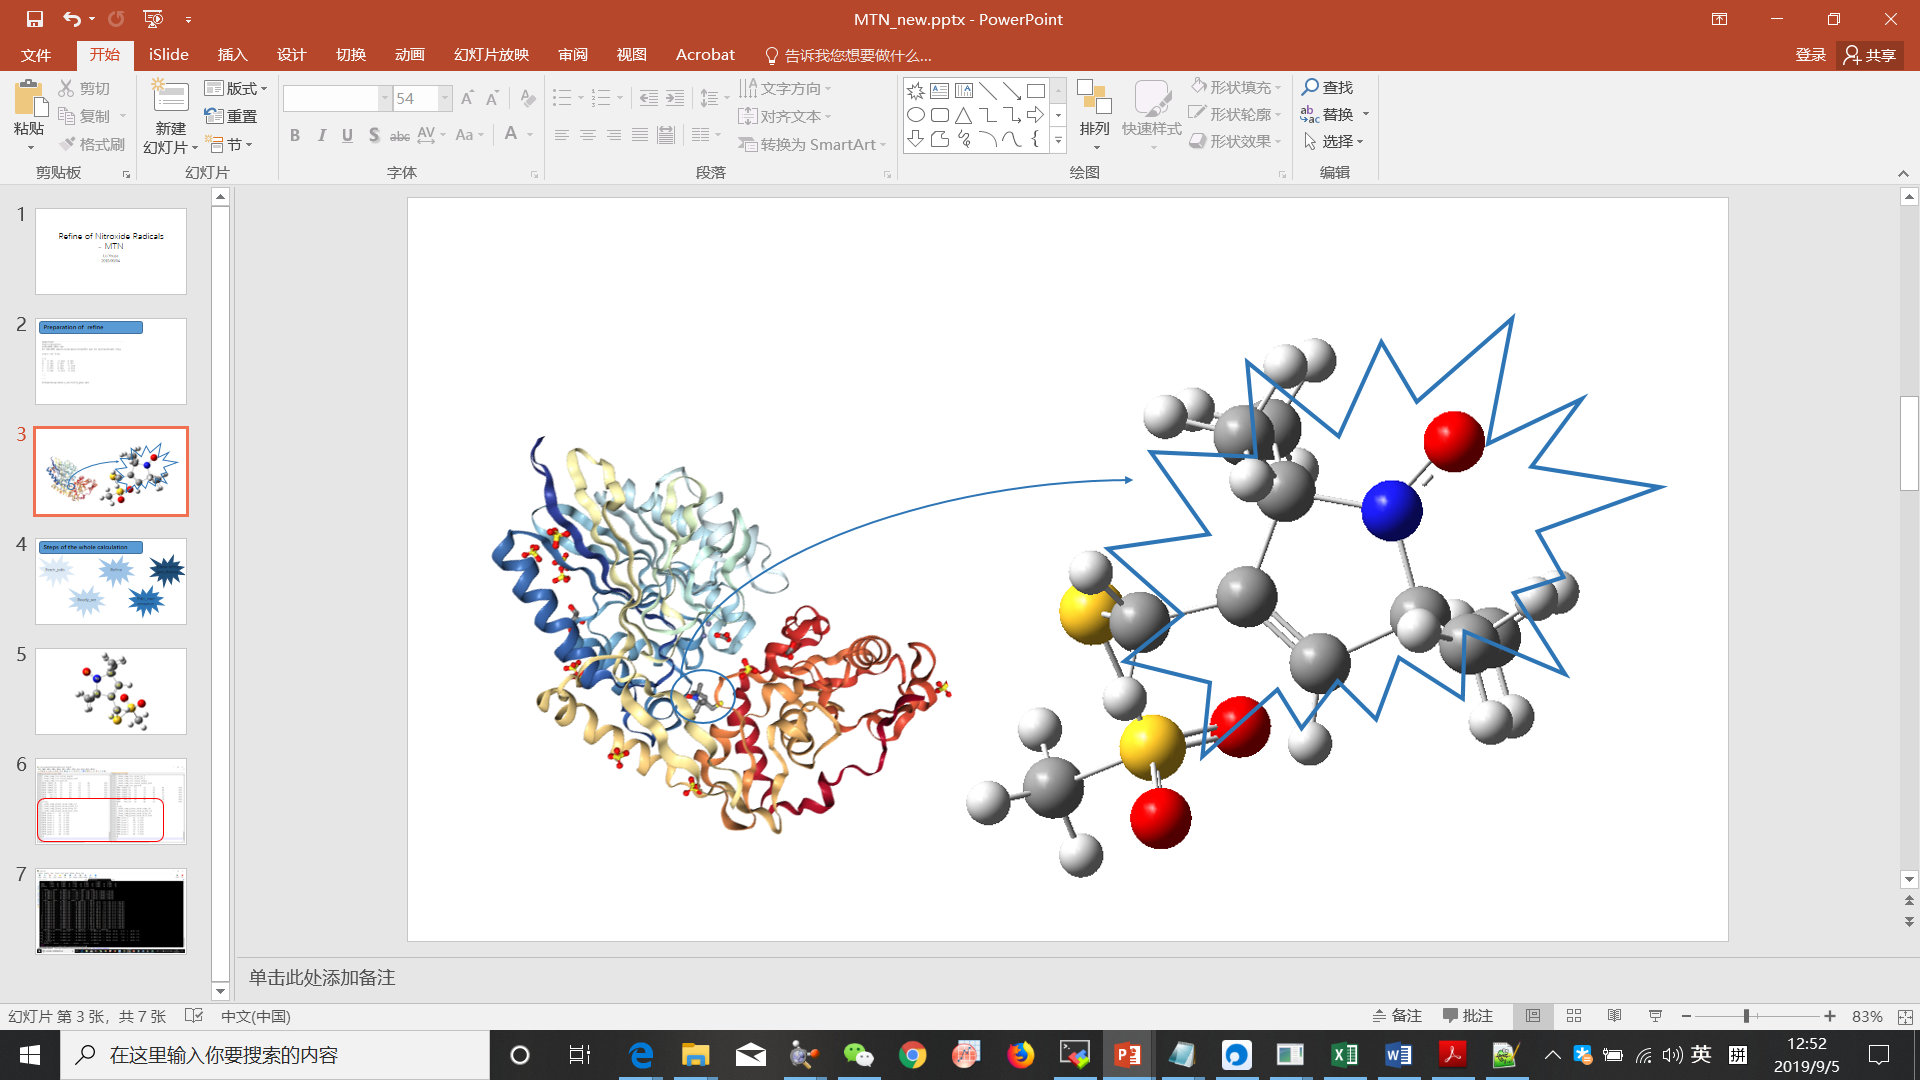 MTN_new.pptx - PowerPoint
文件
开始
iSlide
插入
设计
切换
动画
幻灯片放映
审阅
视图
Acrobat
告诉我您想要做什么...
登录
共享
粘贴
剪切
复制
格式刷
剪贴板
新建
幻灯片
版式
重置
节
幻灯片
54
B I U S abc AV Aa A
字体
文字方向
对齐文本
转换为 SmartArt
段落
排列
快速样式
形状填充
形状轮廓
形状效果
绘图
查找
替换
选择
编辑
1
Refine of Nitroxide Radicals
- MTN
2
Preparation of refine
3
4
Steps of the whole calculation
5
6
7
单击此处添加备注
幻灯片 第 3 张，共 7 张
中文(中国)
备注
批注
83%
在这里输入你要搜索的内容
英
拼
12:52
2019/9/5